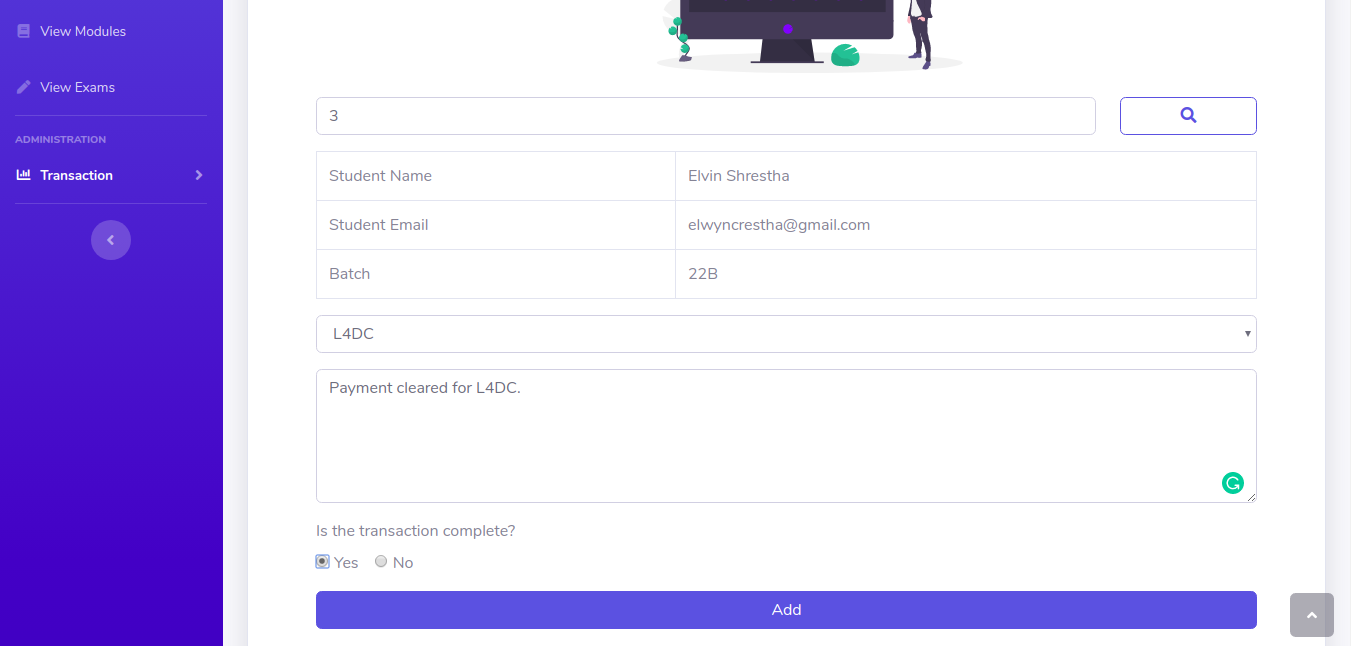 View Modules
View Exams
ADMINISTRATION
Transaction
3
Student Name Elvin Shrestha
Student Email elwyncrestha@gmail.com
Batch 22B
L4DC
Payment cleared for L4DC.
Is the transaction complete?
Yes No
Add